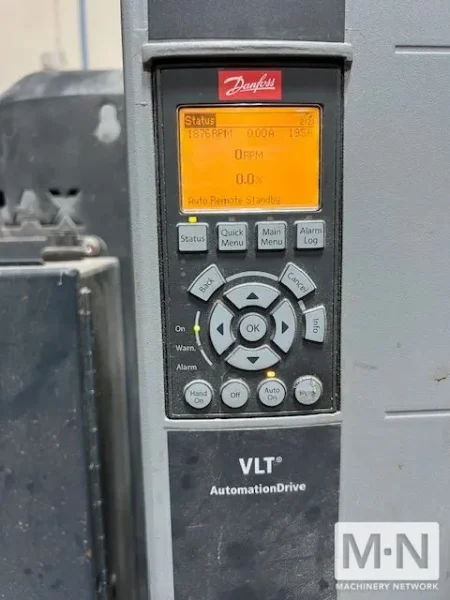 Danfoss
Status
1876RPM 0.00A
0RPM
0.0%
Auto Remote Standby
Status
Quick Menu
Main Menu
Alarm Log
Back
Cancel
Info
OK
On
Warn.
Alarm
Hand On
Off
Auto On
VLT®
AutomationDrive
M·N
MACHINERY NETWORK